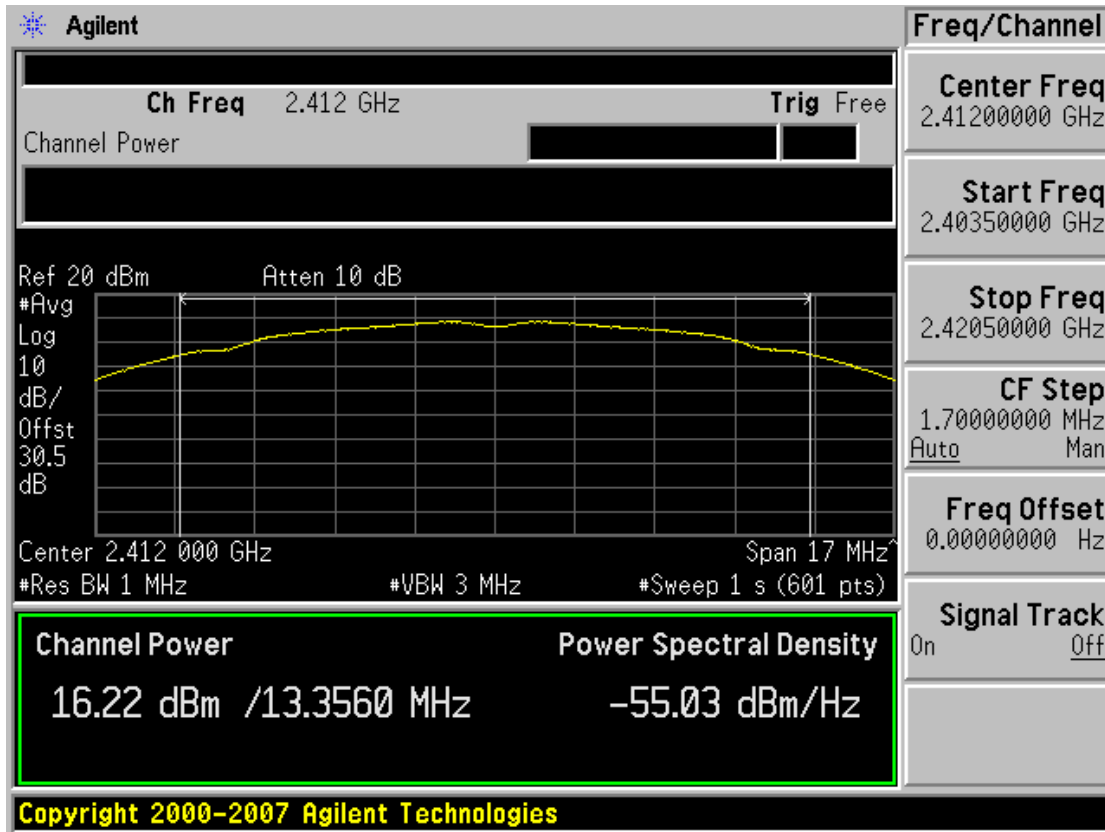 Agilent
Freq/Channel
Ch Freq 2.412 GHz Trig Free
Channel Power
Center Freq
2.41200000 GHz
Start Freq
2.40350000 GHz
Stop Freq
2.42050000 GHz
CF Step
1.70000000 MHz
Auto Man
Freq Offset
0.00000000 Hz
Signal Track
On Off
Ref 20 dBm Atten 10 dB
#Avg
Log
10
dB/
Offst
30.5
dB
Center 2.412 000 GHz Span 17 MHz^
#Res BW 1 MHz #VBW 3 MHz #Sweep 1 s (601 pts)
Channel Power Power Spectral Density
16.22 dBm /13.3560 MHz -55.03 dBm/Hz
Copyright 2000-2007 Agilent Technologies